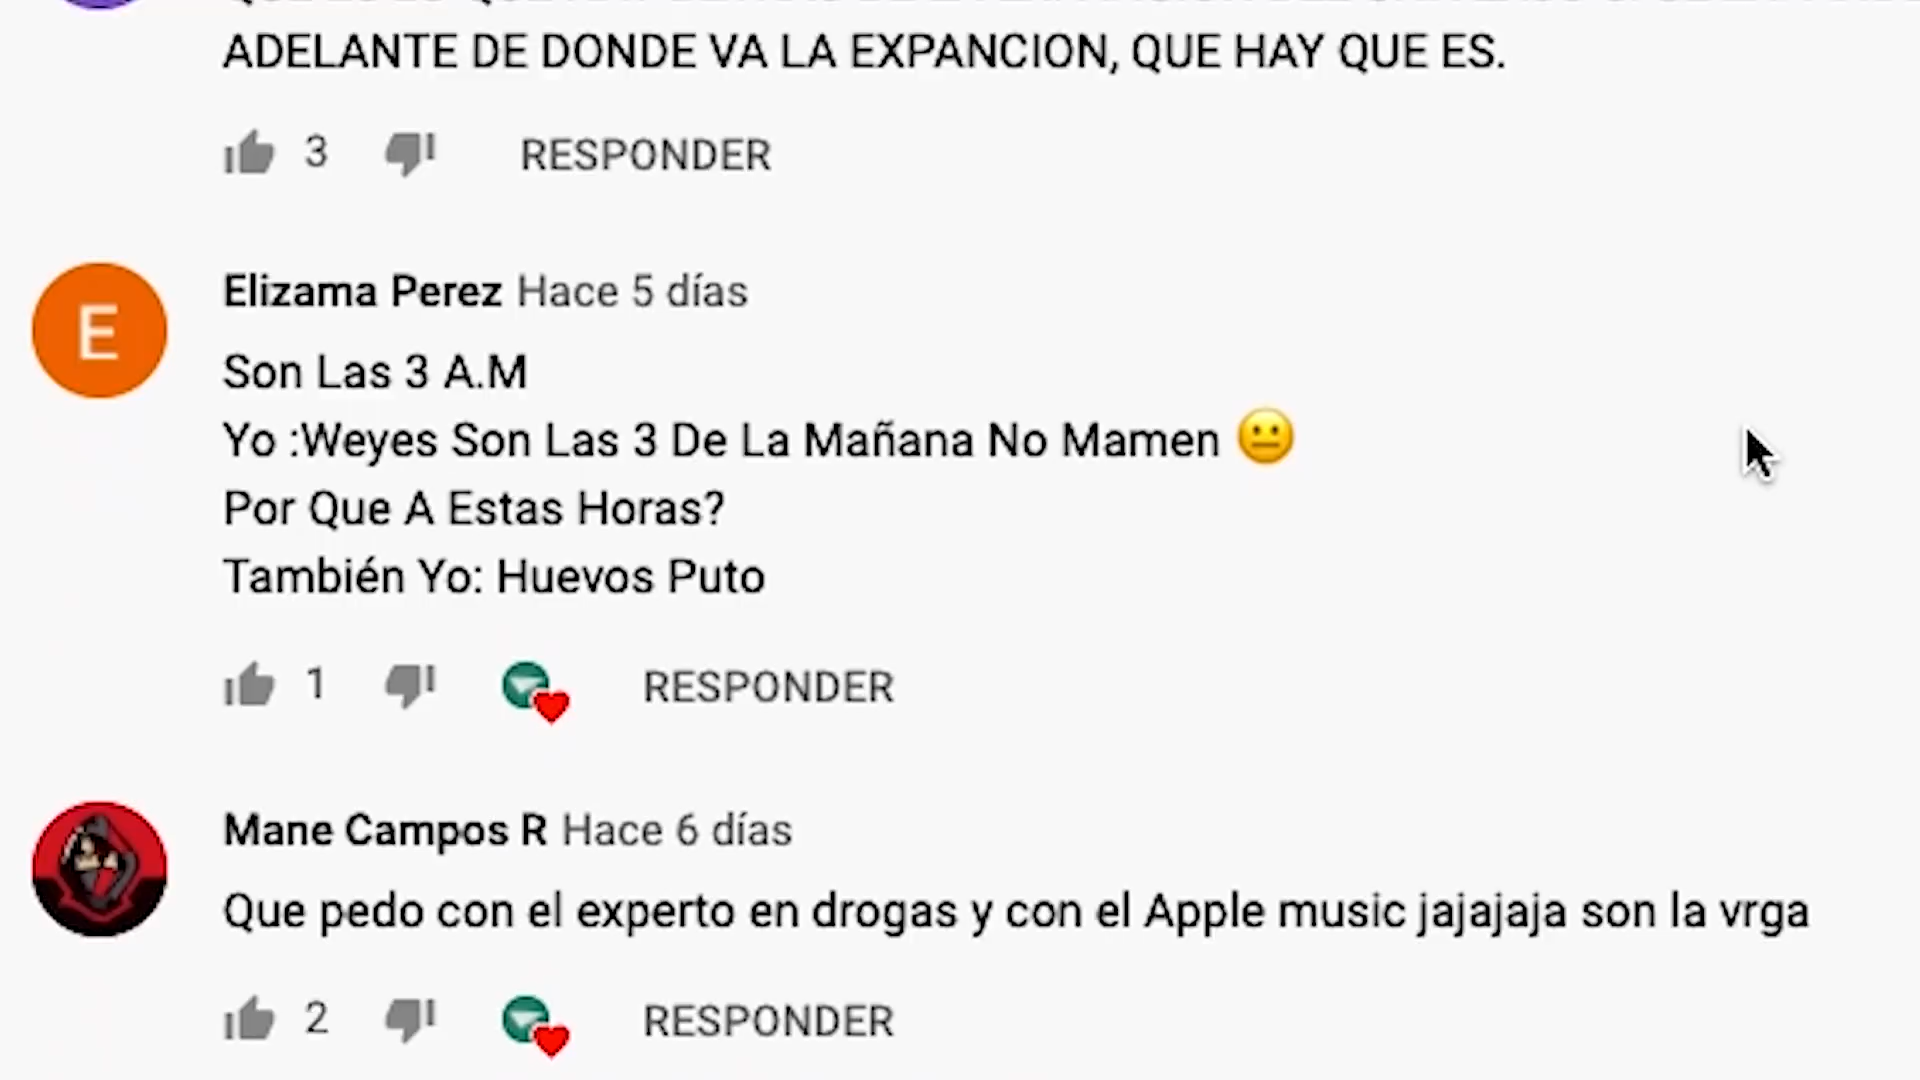 ADELANTE DE DONDE VA LA EXPANCION, QUE HAY QUE ES.
3 RESPONDER
E
Elizama Perez Hace 5 días
Son Las 3 A.M
Yo :Weyes Son Las 3 De La Mañana No Mamen 😐
Por Que A Estas Horas?
También Yo: Huevos Puto
1 RESPONDER
Mane Campos R Hace 6 días
Que pedo con el experto en drogas y con el Apple music jajajaja son la vrga
2 RESPONDER